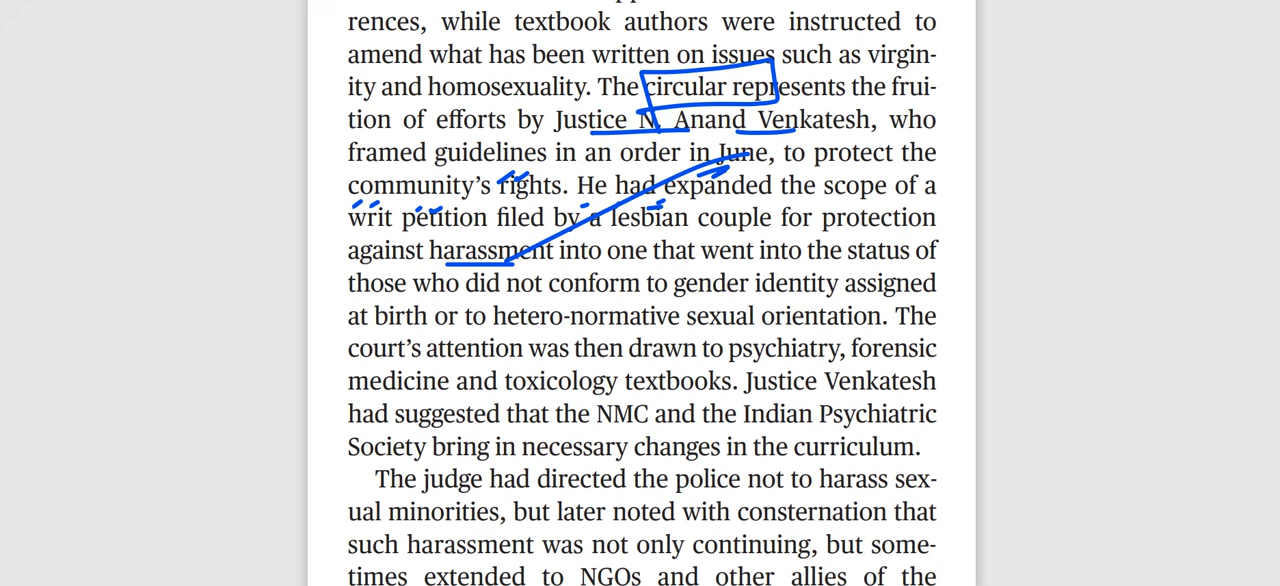 rences, while textbook authors were instructed to
amend what has been written on issues such as virgin-
ity and homosexuality. The circular represents the frui-
tion of efforts by Justice N. Anand Venkatesh, who
framed guidelines in an order in June, to protect the
community’s rights. He had expanded the scope of a
writ petition filed by a lesbian couple for protection
against harassment into one that went into the status of
those who did not conform to gender identity assigned
at birth or to hetero-normative sexual orientation. The
court’s attention was then drawn to psychiatry, forensic
medicine and toxicology textbooks. Justice Venkatesh
had suggested that the NMC and the Indian Psychiatric
Society bring in necessary changes in the curriculum.
The judge had directed the police not to harass sex-
ual minorities, but later noted with consternation that
such harassment was not only continuing, but some-
times extended to NGOs and other allies of the